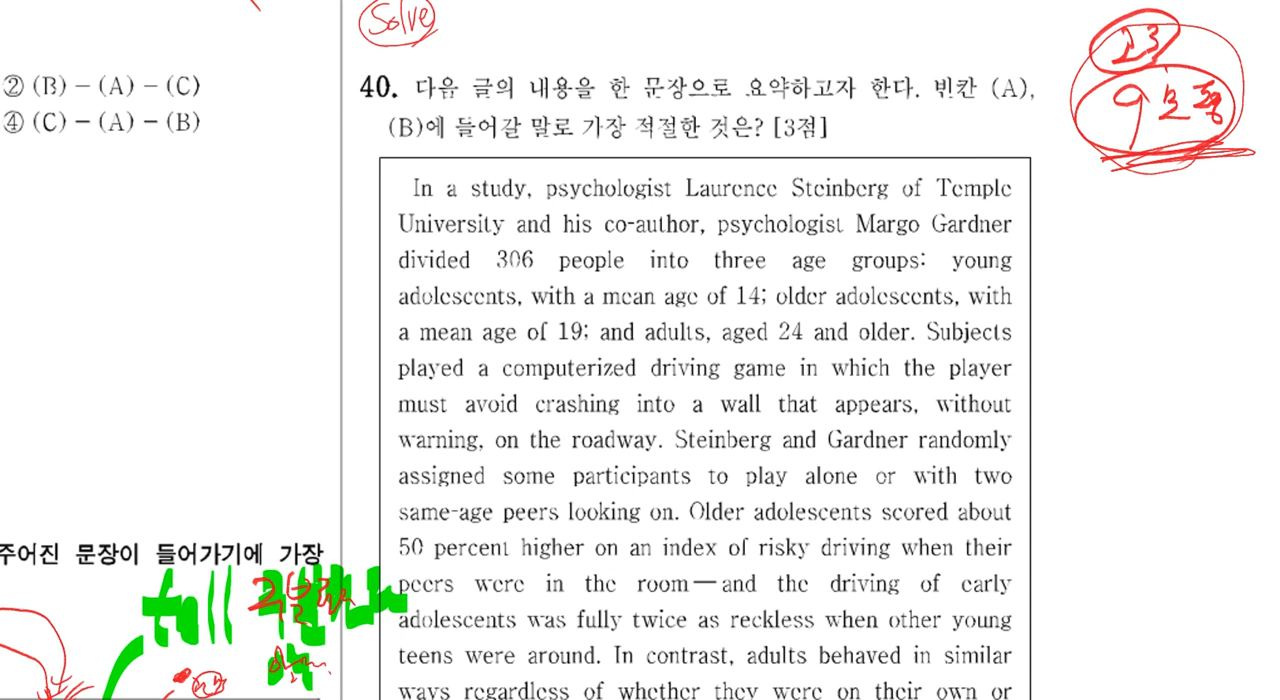 Solve
23
9모평
② (B) – (A) – (C)
④ (C) – (A) – (B)
40. 다음 글의 내용을 한 문장으로 요약하고자 한다. 빈칸 (A),
(B)에 들어갈 말로 가장 적절한 것은? [3점]
In a study, psychologist Laurence Steinberg of Temple
University and his co-author, psychologist Margo Gardner
divided 306 people into three age groups: young
adolescents, with a mean age of 14; older adolescents, with
a mean age of 19; and adults, aged 24 and older. Subjects
played a computerized driving game in which the player
must avoid crashing into a wall that appears, without
warning, on the roadway. Steinberg and Gardner randomly
assigned some participants to play alone or with two
same-age peers looking on. Older adolescents scored about
50 percent higher on an index of risky driving when their
peers were in the room — and the driving of early
adolescents was fully twice as reckless when other young
teens were around. In contrast, adults behaved in similar
ways regardless of whether they were on their own or
주어진 문장이 들어가기에 가장
tell